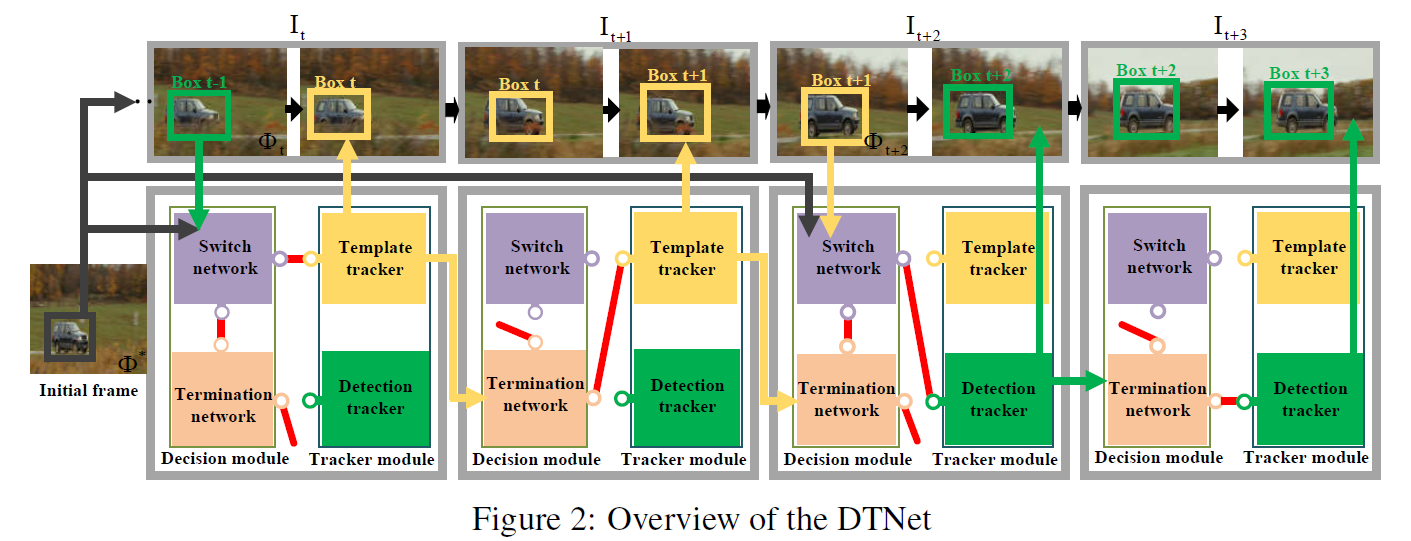 I_t
I_{t+1}
I_{t+2}
I_{t+3}
Box t-1
Box t
Box t
Box t+1
Box t+1
Box t+2
Box t+2
Box t+3
Φ_t
Φ_{t+2}
Switch
network
Template
tracker
Termination
network
Detection
tracker
Decision module
Tracker module
Switch
network
Template
tracker
Termination
network
Detection
tracker
Decision module
Tracker module
Switch
network
Template
tracker
Termination
network
Detection
tracker
Decision module
Tracker module
Switch
network
Template
tracker
Termination
network
Detection
tracker
Decision module
Tracker module
Φ*
Initial frame
Figure 2: Overview of the DTNet